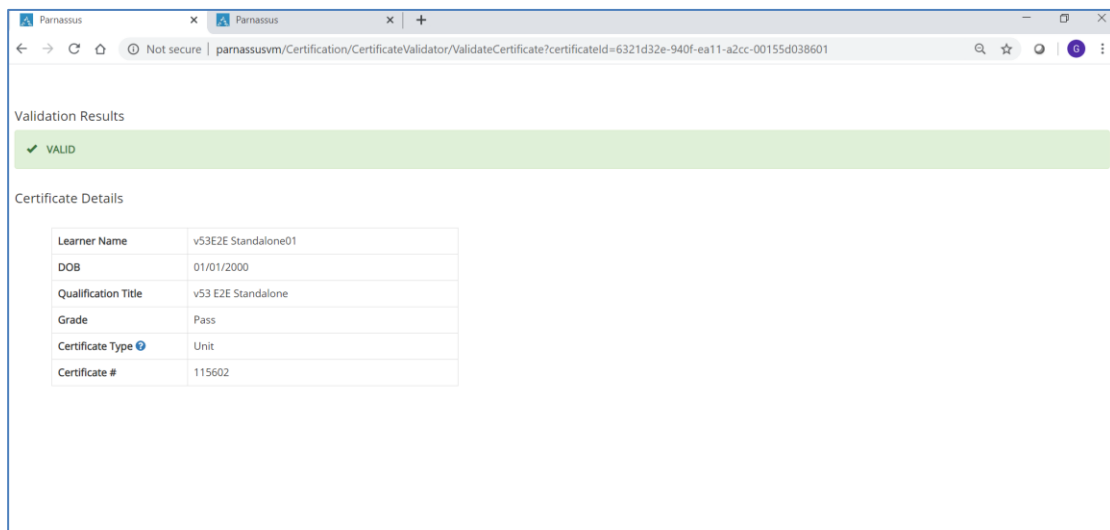 Parnassus
Parnassus
Not secure | parnassusvm/Certification/CertificateValidator/ValidateCertificate?certificateId=6321d32e-940f-ea11-a2cc-00155d038601
G
Validation Results
VALID
Certificate Details
Learner Name v53E2E Standalone01
DOB 01/01/2000
Qualification Title v53 E2E Standalone
Grade Pass
Certificate Type ? Unit
Certificate # 115602